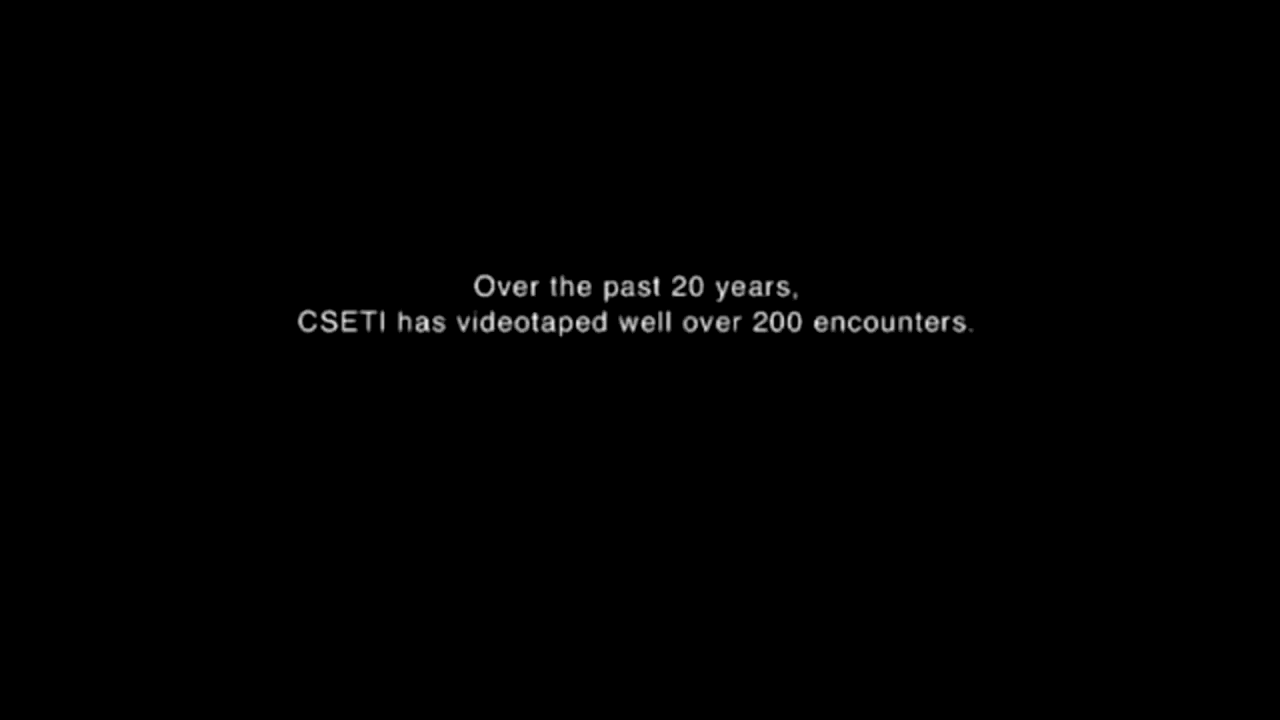 Over the past 20 years,
CSETI has videotaped well over 200 encounters.